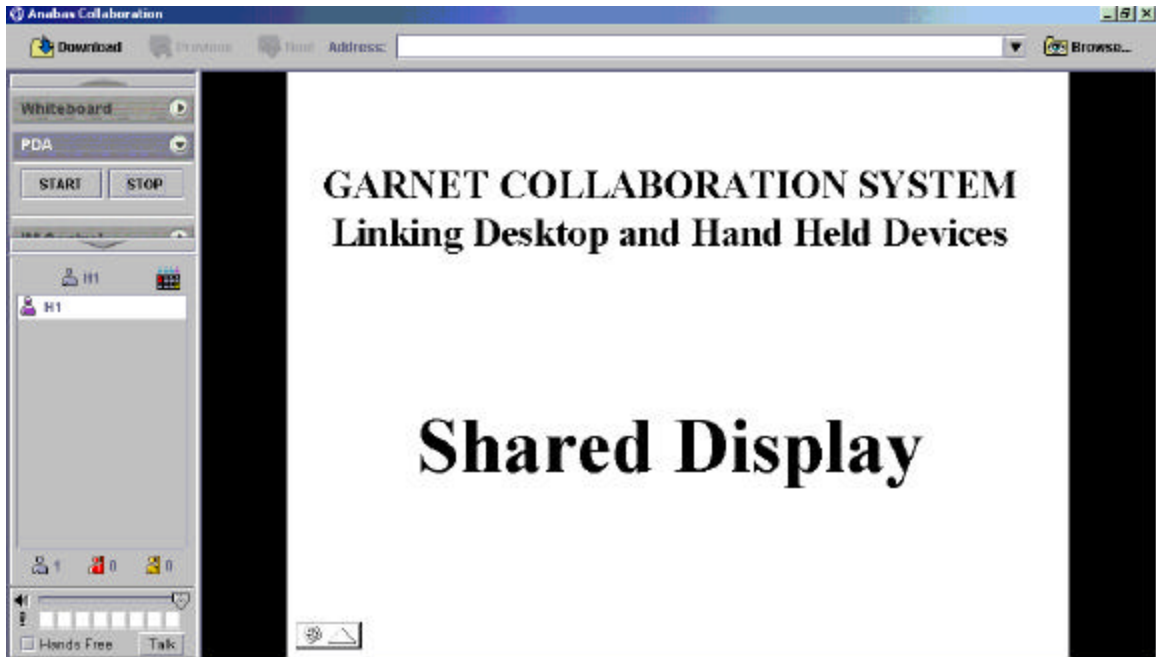 Anabas Collaboration
Download Previous Next Address: Browse...
Whiteboard
PDA
START STOP
H1
H1
1 0 0
Hands Free Talk
GARNET COLLABORATION SYSTEM
Linking Desktop and Hand Held Devices
Shared Display